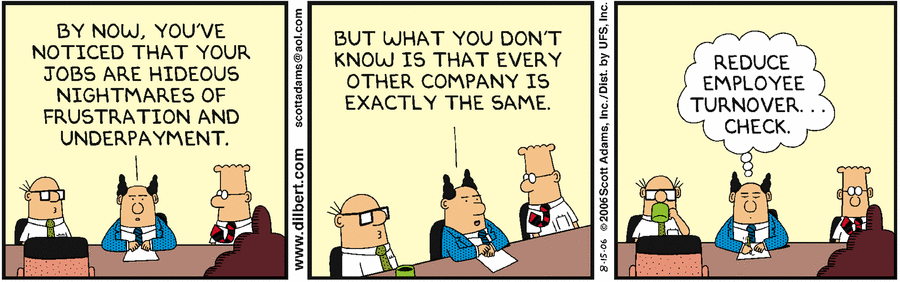 BY NOW, YOU'VE
NOTICED THAT YOUR
JOBS ARE HIDEOUS
NIGHTMARES OF
FRUSTRATION AND
UNDERPAYMENT.
www.dilbert.com scottadams@aol.com
BUT WHAT YOU DON'T
KNOW IS THAT EVERY
OTHER COMPANY IS
EXACTLY THE SAME.
8-15-06 ©2006 Scott Adams, Inc./Dist. by UFS, Inc.
REDUCE
EMPLOYEE
TURNOVER...
CHECK.